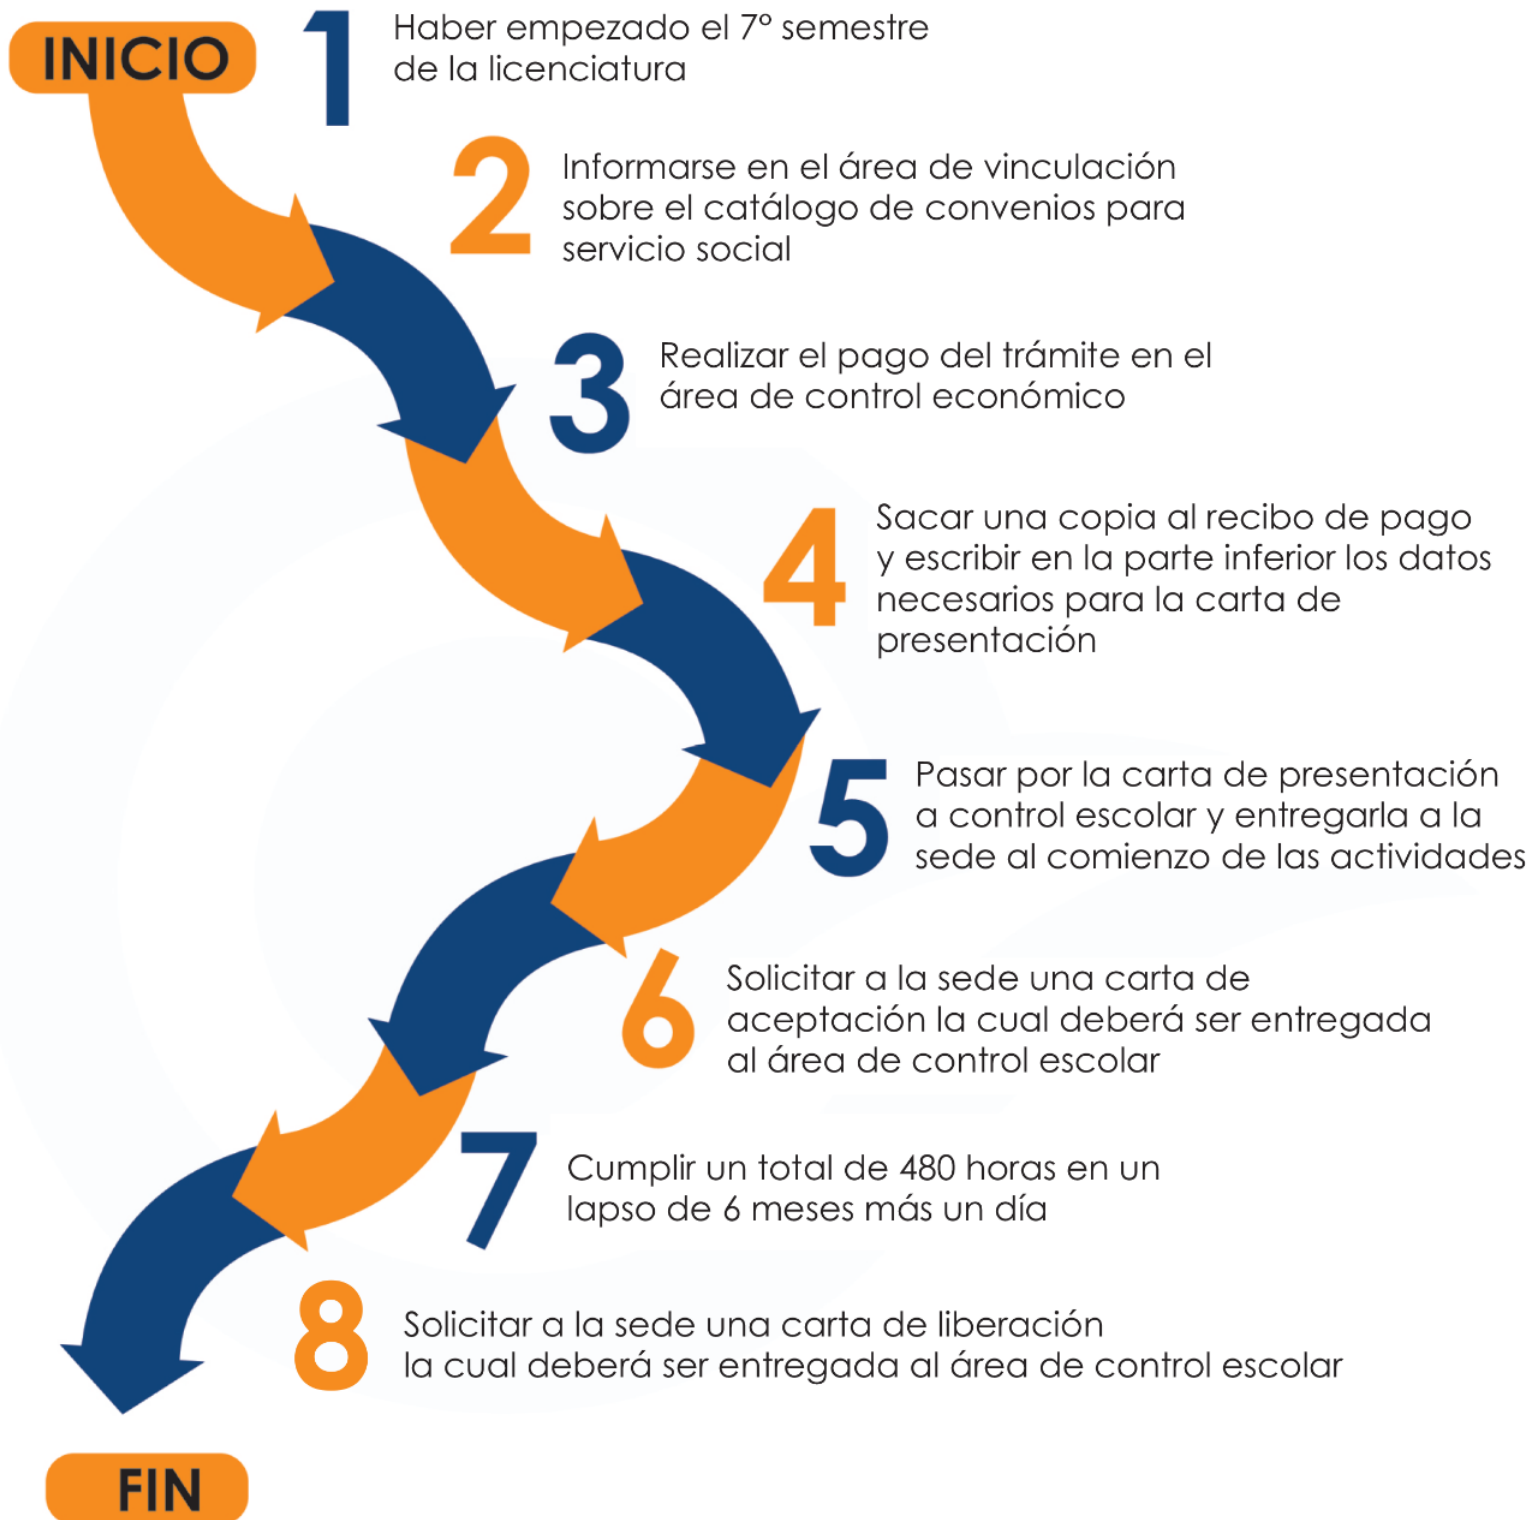 INICIO
1
Haber empezado el 7° semestre
de la licenciatura
2
Informarse en el área de vinculación
sobre el catálogo de convenios para
servicio social
3
Realizar el pago del trámite en el
área de control económico
4
Sacar una copia al recibo de pago
y escribir en la parte inferior los datos
necesarios para la carta de
presentación
5
Pasar por la carta de presentación
a control escolar y entregarla a la
sede al comienzo de las actividades
6
Solicitar a la sede una carta de
aceptación la cual deberá ser entregada
al área de control escolar
7
Cumplir un total de 480 horas en un
lapso de 6 meses más un día
8
Solicitar a la sede una carta de liberación
la cual deberá ser entregada al área de control escolar
FIN